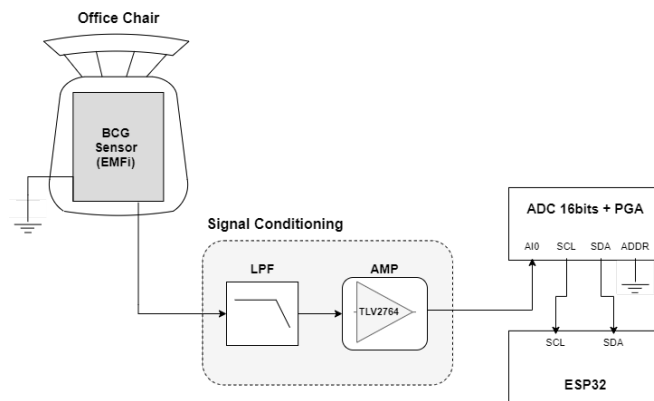 Office Chair
BCG
Sensor
(EMFi)
Signal Conditioning
LPF
AMP
TLV2764
ADC 16bits + PGA
AI0 SCL SDA ADDR
SCL SDA
ESP32